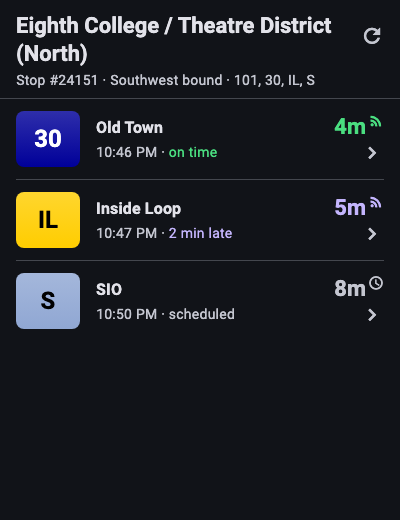 Eighth College / Theatre District
(North)
Stop #24151 · Southwest bound · 101, 30, IL, S
30
Old Town
4m
10:46 PM · on time
IL
Inside Loop
5m
10:47 PM · 2 min late
S
SIO
8m
10:50 PM · scheduled